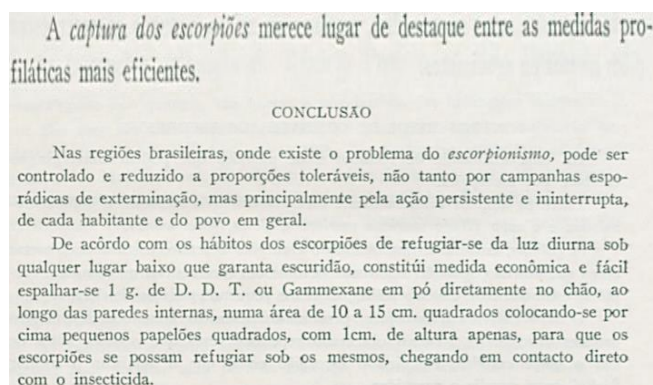 A captura dos escorpiões merece lugar de destaque entre as medidas pro-
filáticas mais eficientes.
CONCLUSÃO
Nas regiões brasileiras, onde existe o problema do escorpionismo, pode ser
controlado e reduzido a proporções toleráveis, não tanto por campanhas espo-
rádicas de exterminação, mas principalmente pela ação persistente e ininterrupta,
de cada habitante e do povo em geral.
De acôrdo com os hábitos dos escorpiões de refugiar-se da luz diurna sob
qualquer lugar baixo que garanta escuridão, constitúi medida econômica e fácil
espalhar-se 1 g. de D. D. T. ou Gammexane em pó diretamente no chão, ao
longo das paredes internas, numa área de 10 a 15 cm. quadrados colocando-se por
cima pequenos papelões quadrados, com 1cm. de altura apenas, para que os
escorpiões se possam refugiar sob os mesmos, chegando em contacto direto
com o insecticida.